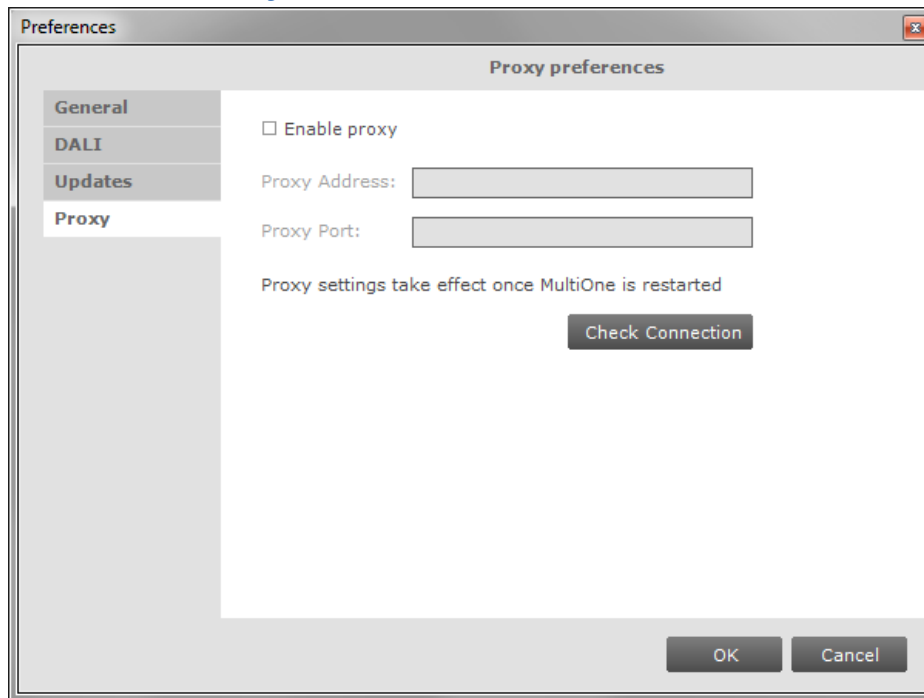 Preferences
Proxy preferences
General
DALI
Updates
Proxy
Enable proxy
Proxy Address:
Proxy Port:
Proxy settings take effect once MultiOne is restarted
Check Connection
OK
Cancel